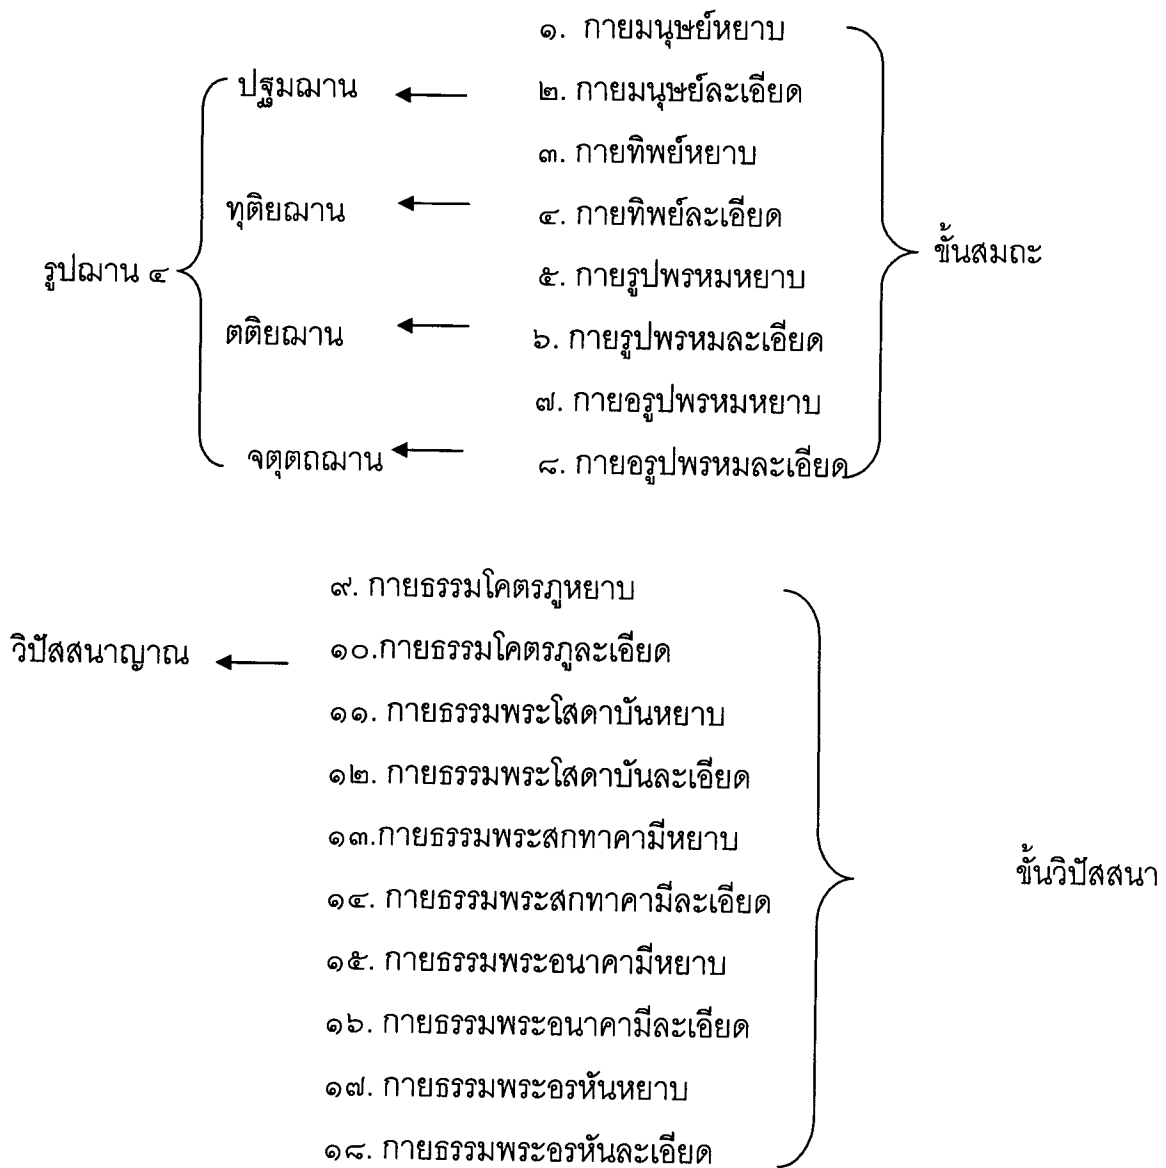 ๑. กายมนุษย์หยาบ
ปฐมฌาน
๒. กายมนุษย์ละเอียด
๓. กายทิพย์หยาบ
ทุติยฌาน
๔. กายทิพย์ละเอียด
ขั้นสมถะ
รูปฌาน ๔
๕. กายรูปพรหมหยาบ
ตติยฌาน
๖. กายรูปพรหมละเอียด
๗. กายอรูปพรหมหยาบ
จตุตถฌาน
๘. กายอรูปพรหมละเอียด
๙. กายธรรมโคตรภูหยาบ
วิปัสสนาญาณ
๑๐.กายธรรมโคตรภูละเอียด
๑๑. กายธรรมพระโสดาบันหยาบ
๑๒. กายธรรมพระโสดาบันละเอียด
๑๓.กายธรรมพระสกทาคามีหยาบ
ขั้นวิปัสสนา
๑๔. กายธรรมพระสกทาคามีละเอียด
๑๕. กายธรรมพระอนาคามีหยาบ
๑๖. กายธรรมพระอนาคามีละเอียด
๑๗. กายธรรมพระอรหันหยาบ
๑๘. กายธรรมพระอรหันละเอียด